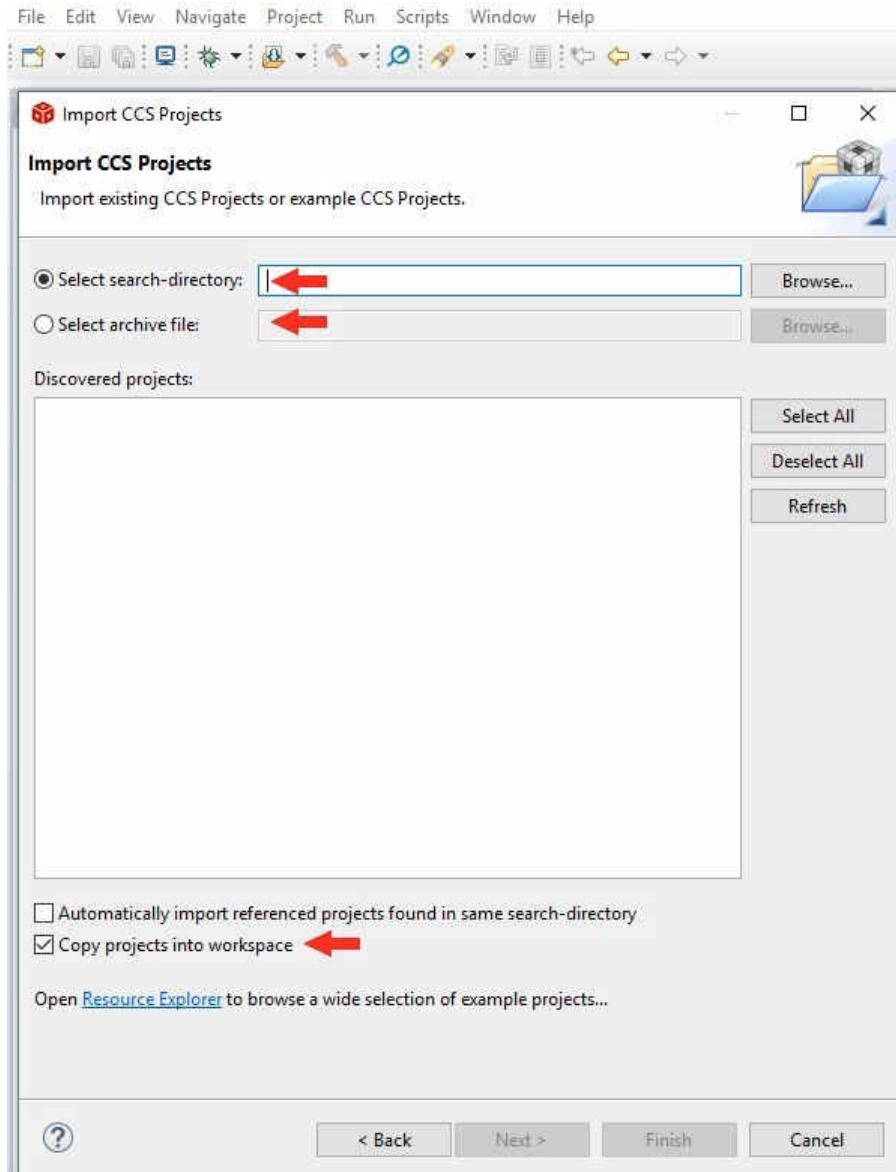 File Edit View Navigate Project Run Scripts Window Help
Import CCS Projects
Import CCS Projects
Import existing CCS Projects or example CCS Projects.
Select search-directory: Browse...
Select archive file: Browse...
Discovered projects:
Select All
Deselect All
Refresh
Automatically import referenced projects found in same search-directory
Copy projects into workspace
Open Resource Explorer to browse a wide selection of example projects...
? < Back Next > Finish Cancel